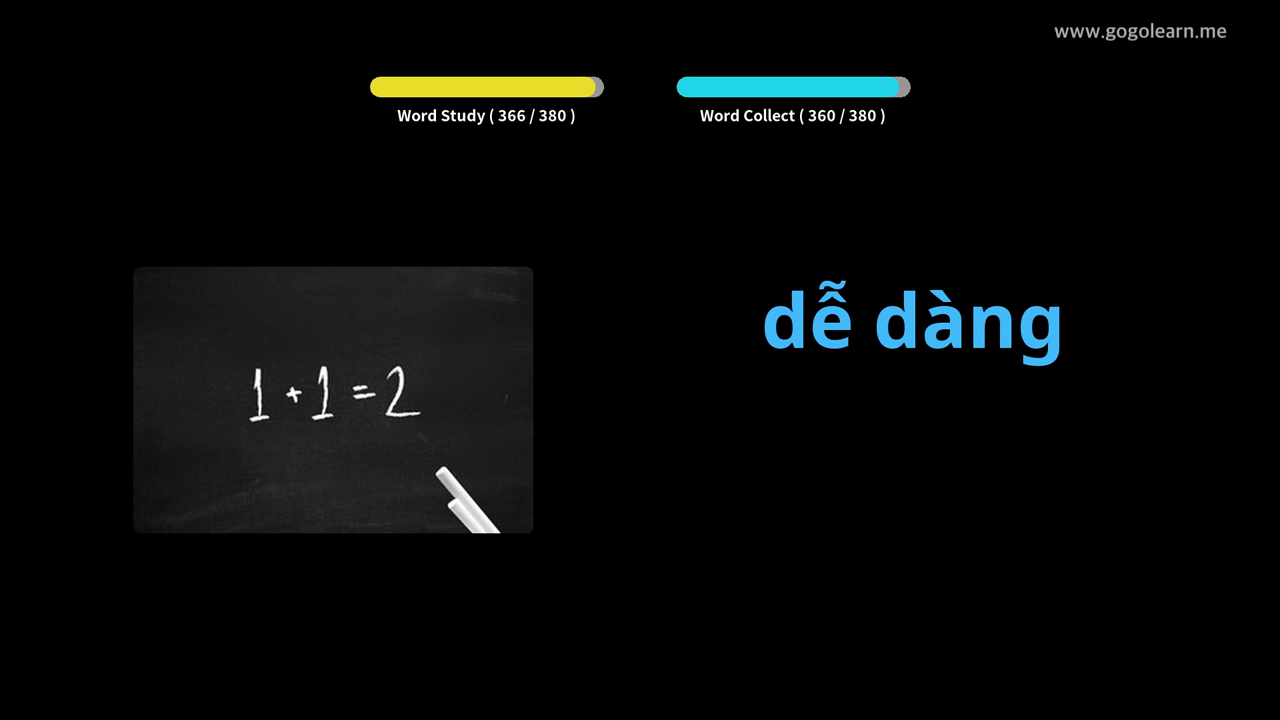 www.gogolearn.me
Word Study ( 366 / 380 )
Word Collect ( 360 / 380 )
dễ dàng
1 + 1 = 2